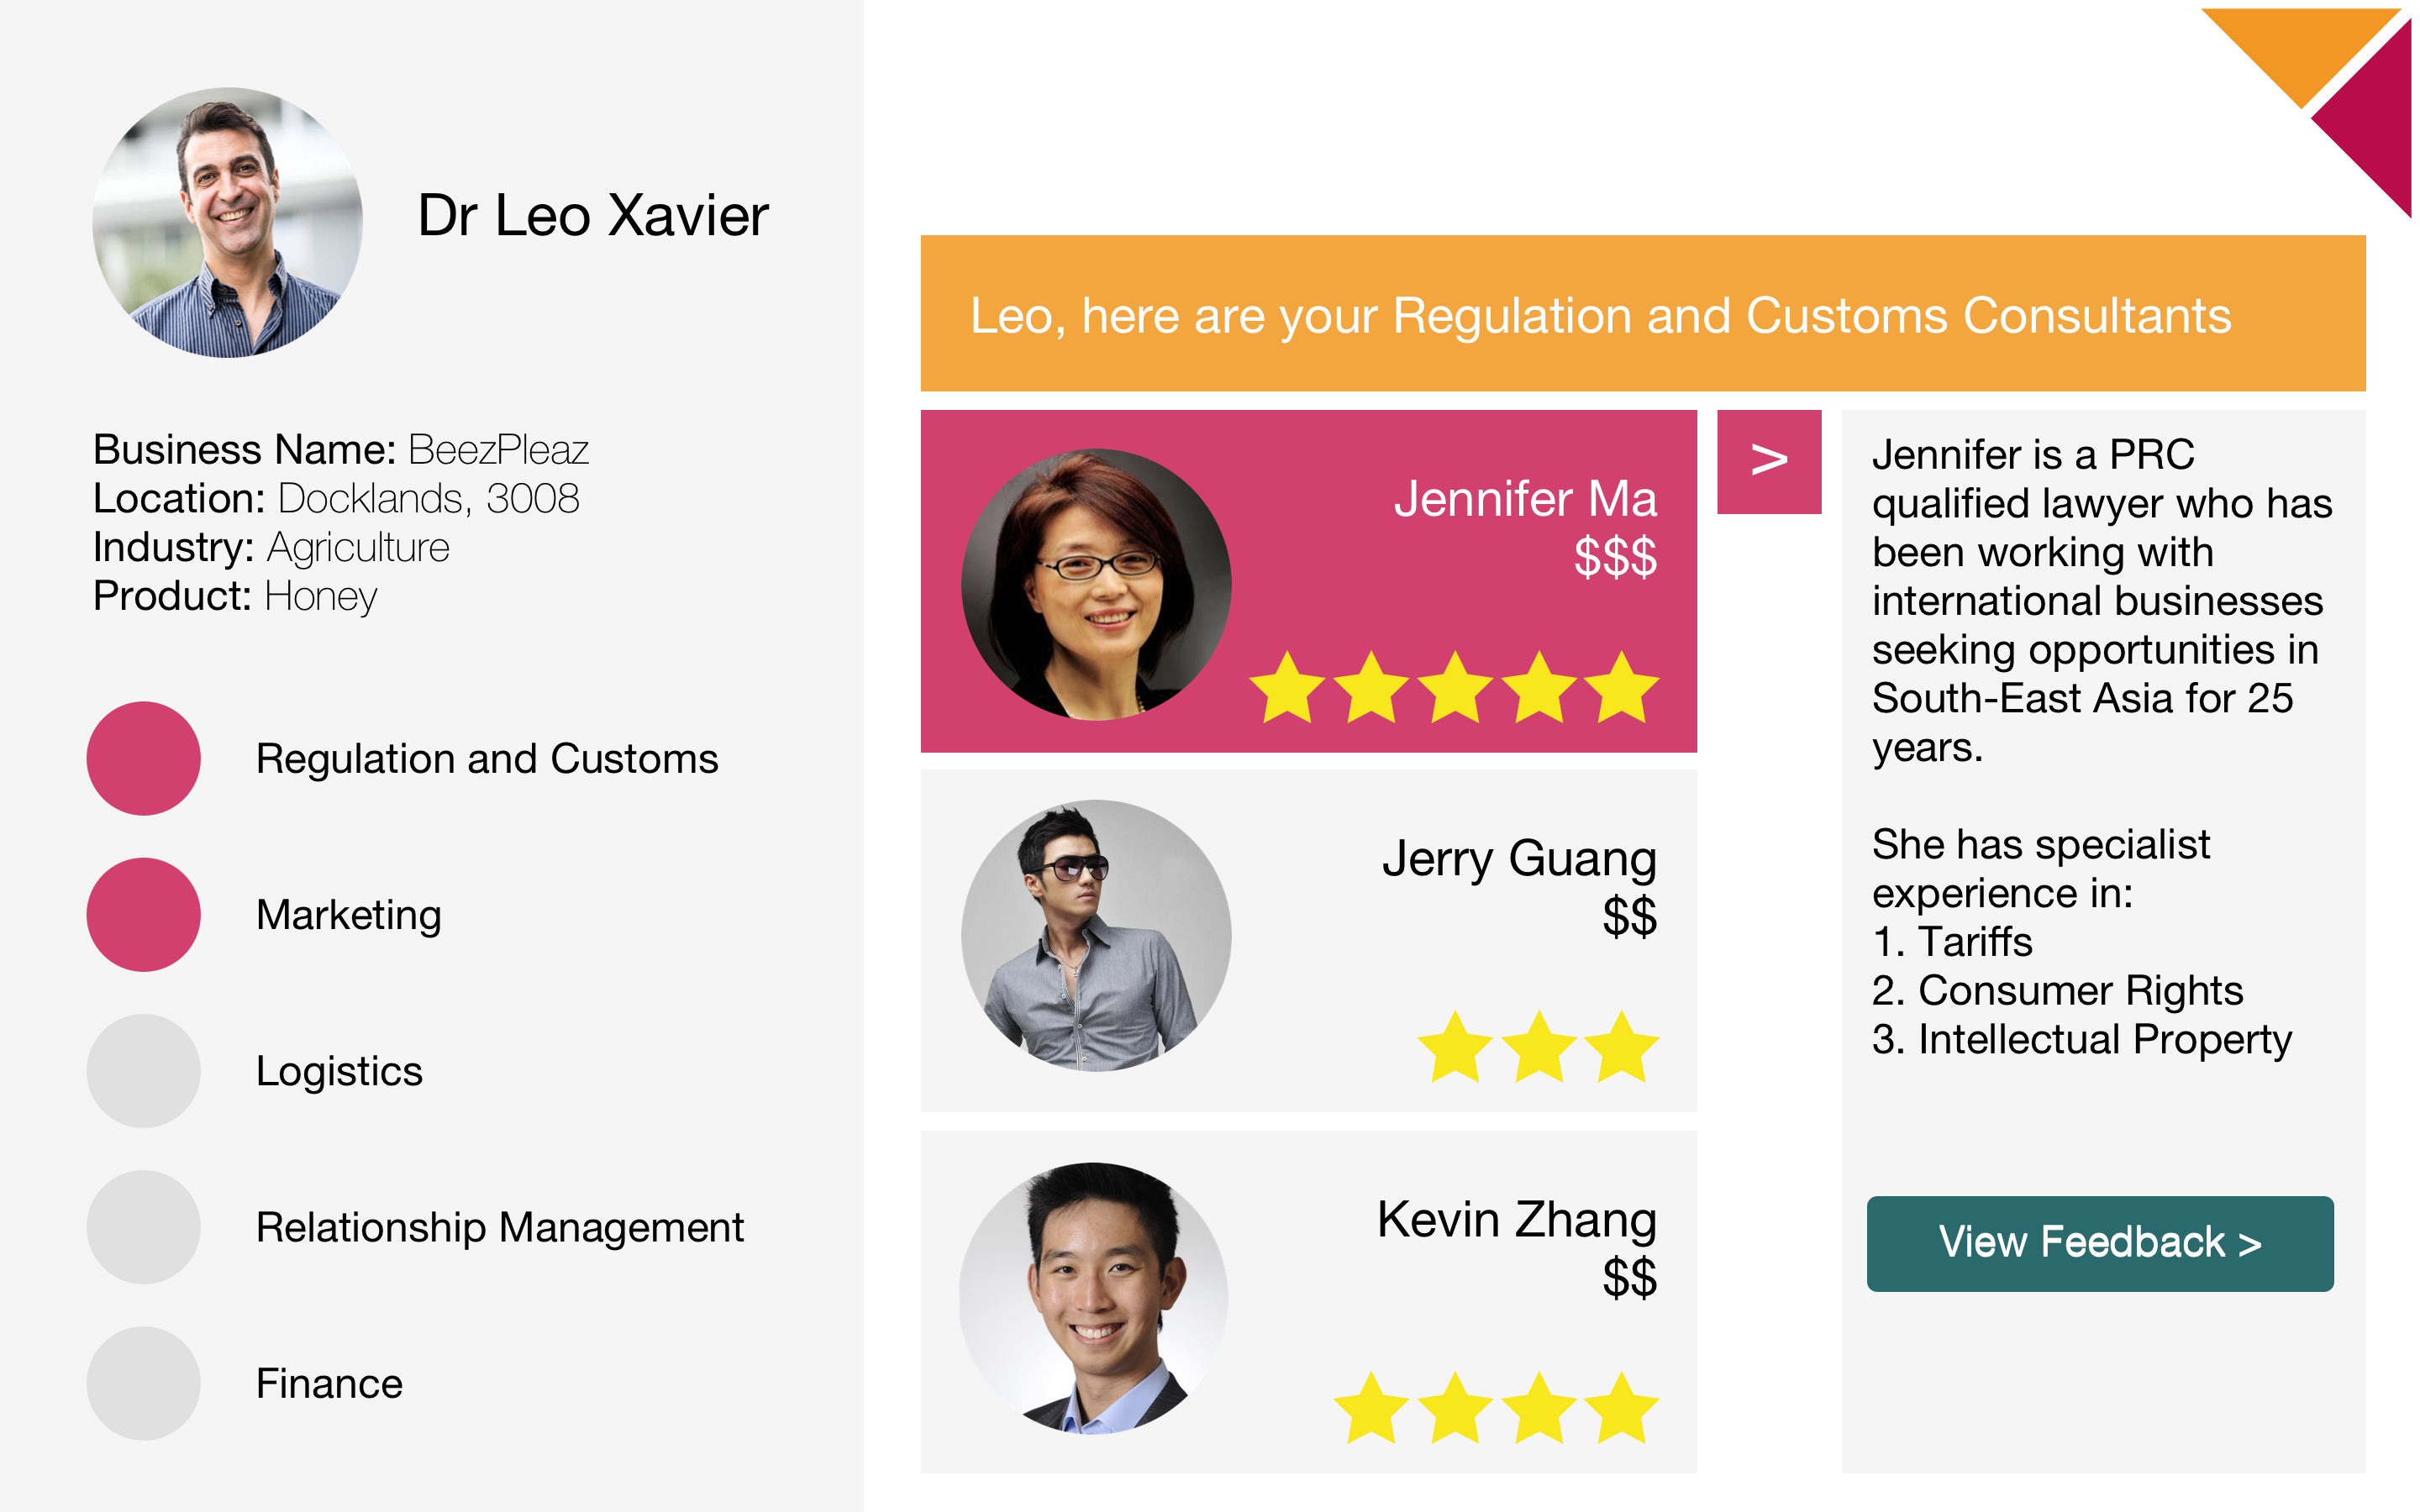 Dr Leo Xavier
Business Name: BeezPleaz
Location: Docklands, 3008
Industry: Agriculture
Product: Honey
Regulation and Customs
Marketing
Logistics
Relationship Management
Finance
Leo, here are your Regulation and Customs Consultants
Jennifer Ma
$$$
>
Jerry Guang
$$
Kevin Zhang
$$
Jennifer is a PRC
qualified lawyer who has
been working with
international businesses
seeking opportunities in
South-East Asia for 25
years.
She has specialist
experience in:
1. Tariffs
2. Consumer Rights
3. Intellectual Property
View Feedback >